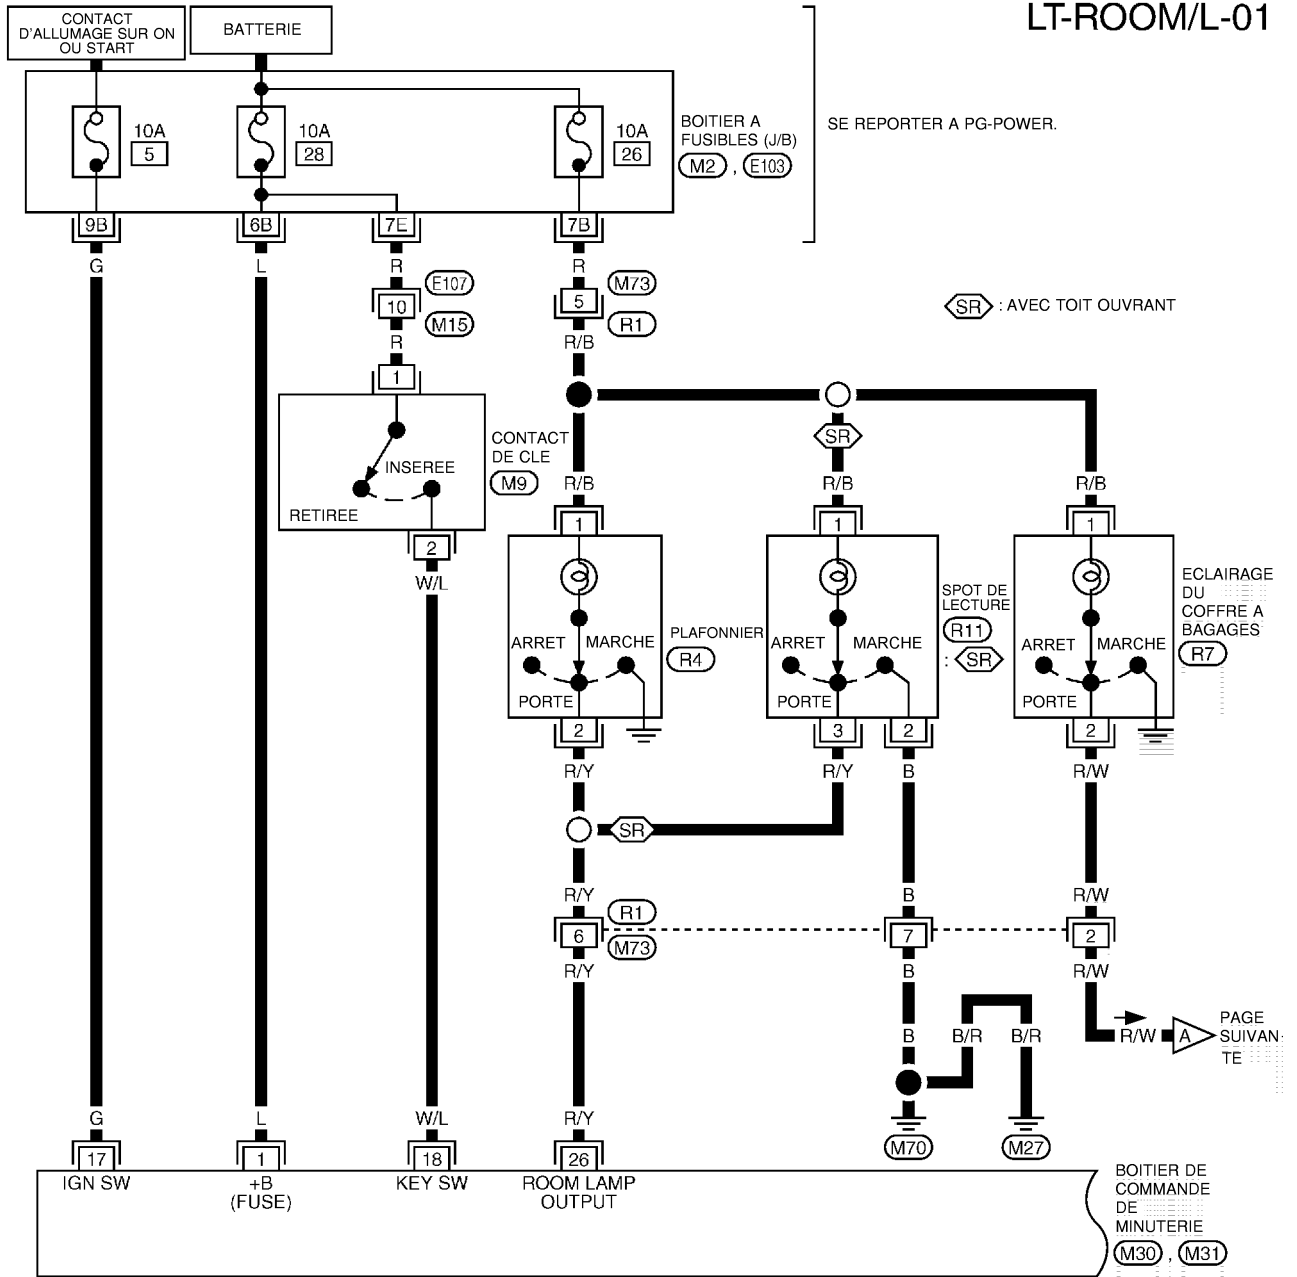 LT-ROOM/L-01
CONTACT
D'ALLUMAGE SUR ON
OU START
BATTERIE
10A
5
10A
28
10A
26
BOITIER A
FUSIBLES (J/B)
M2 , E103
SE REPORTER A PG-POWER.
9B
6B
7E
7B
G
L
R
R
E107
10
M15
R
1
M73
5
R1
R/B
SR : AVEC TOIT OUVRANT
SR
CONTACT
DE CLE
M9
INSEREE
RETIREE
2
W/L
R/B
R/B
R/B
1
1
1
ARRET
MARCHE
PORTE
PLAFONNIER
R4
ARRET
MARCHE
PORTE
SPOT DE
LECTURE
R11
: SR
ARRET
MARCHE
PORTE
ECLAIRAGE
DU
COFFRE A
BAGAGES
R7
2
3
2
2
R/Y
R/Y
B
R/W
SR
R/Y
B
R/W
R1
6
M73
7
2
R/Y
B
R/W
B
B/R
B/R
R/W
A
PAGE
SUIVAN-
TE
M70
M27
G
L
W/L
R/Y
17
1
18
26
IGN SW
+B
(FUSE)
KEY SW
ROOM LAMP
OUTPUT
BOITIER DE
COMMANDE
DE
MINUTERIE
M30 , M31